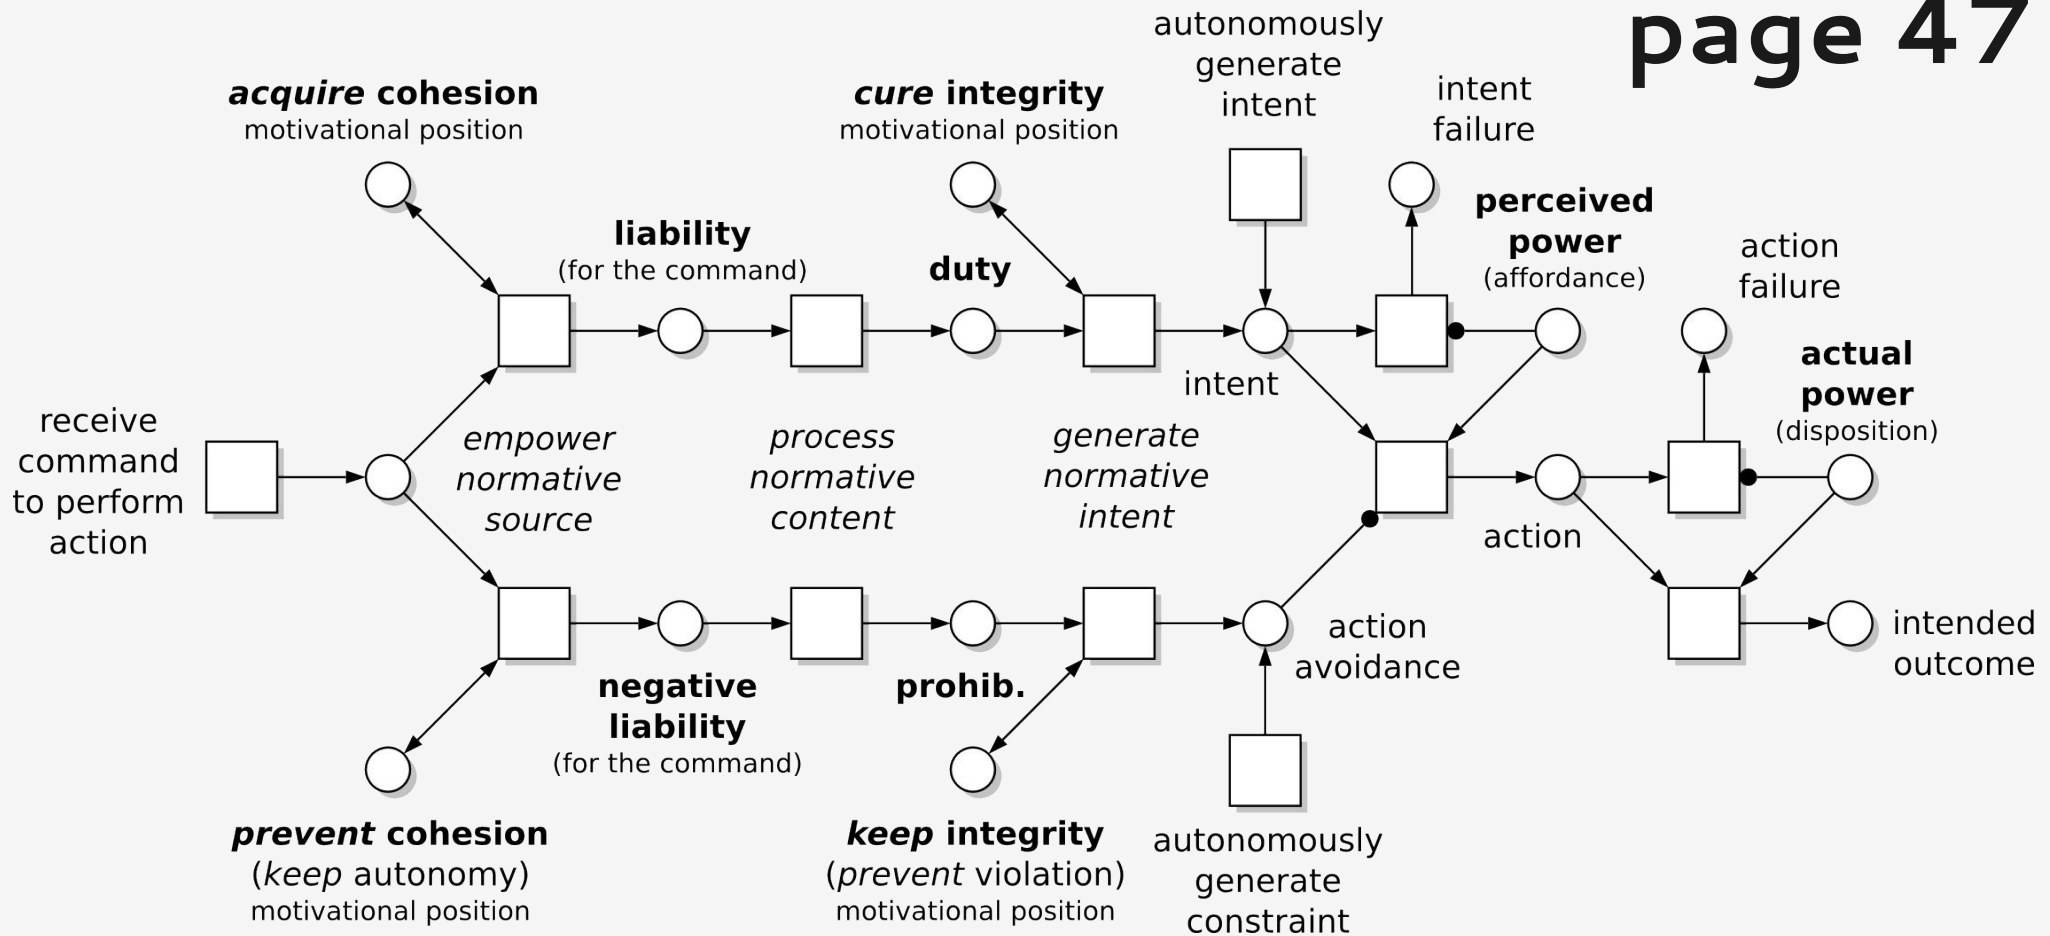 page 47
autonomously
generate
intent
acquire cohesion
motivational position
cure integrity
motivational position
intent
failure
perceived
power
(affordance)
liability
(for the command)
duty
action
failure
actual
power
(disposition)
intent
receive
command
to perform
action
empower
normative
source
process
normative
content
generate
normative
intent
action
intended
outcome
action
avoidance
negative
liability
(for the command)
prohib.
prevent cohesion
(keep autonomy)
motivational position
keep integrity
(prevent violation)
motivational position
autonomously
generate
constraint